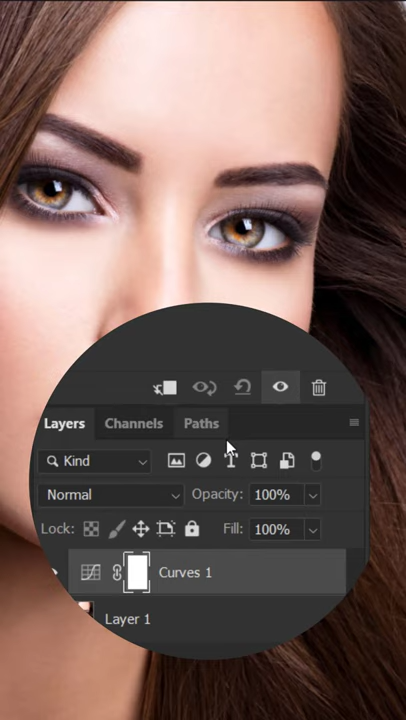 Layers Channels Paths
Kind
Normal Opacity: 100%
Lock: Fill: 100%
Curves 1
Layer 1